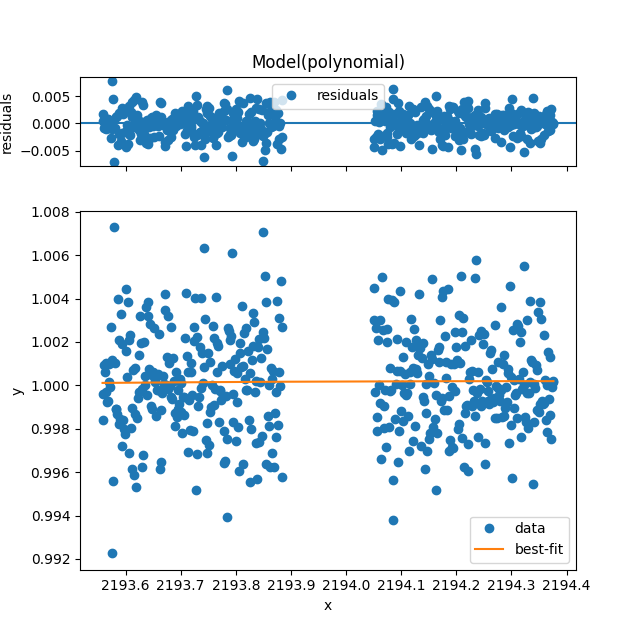 Model(polynomial)
residuals
0.005
0.000
−0.005
residuals
1.008
1.006
1.004
1.002
1.000
0.998
0.996
0.994
0.992
y
data
best-fit
2193.6 2193.7 2193.8 2193.9 2194.0 2194.1 2194.2 2194.3 2194.4
x